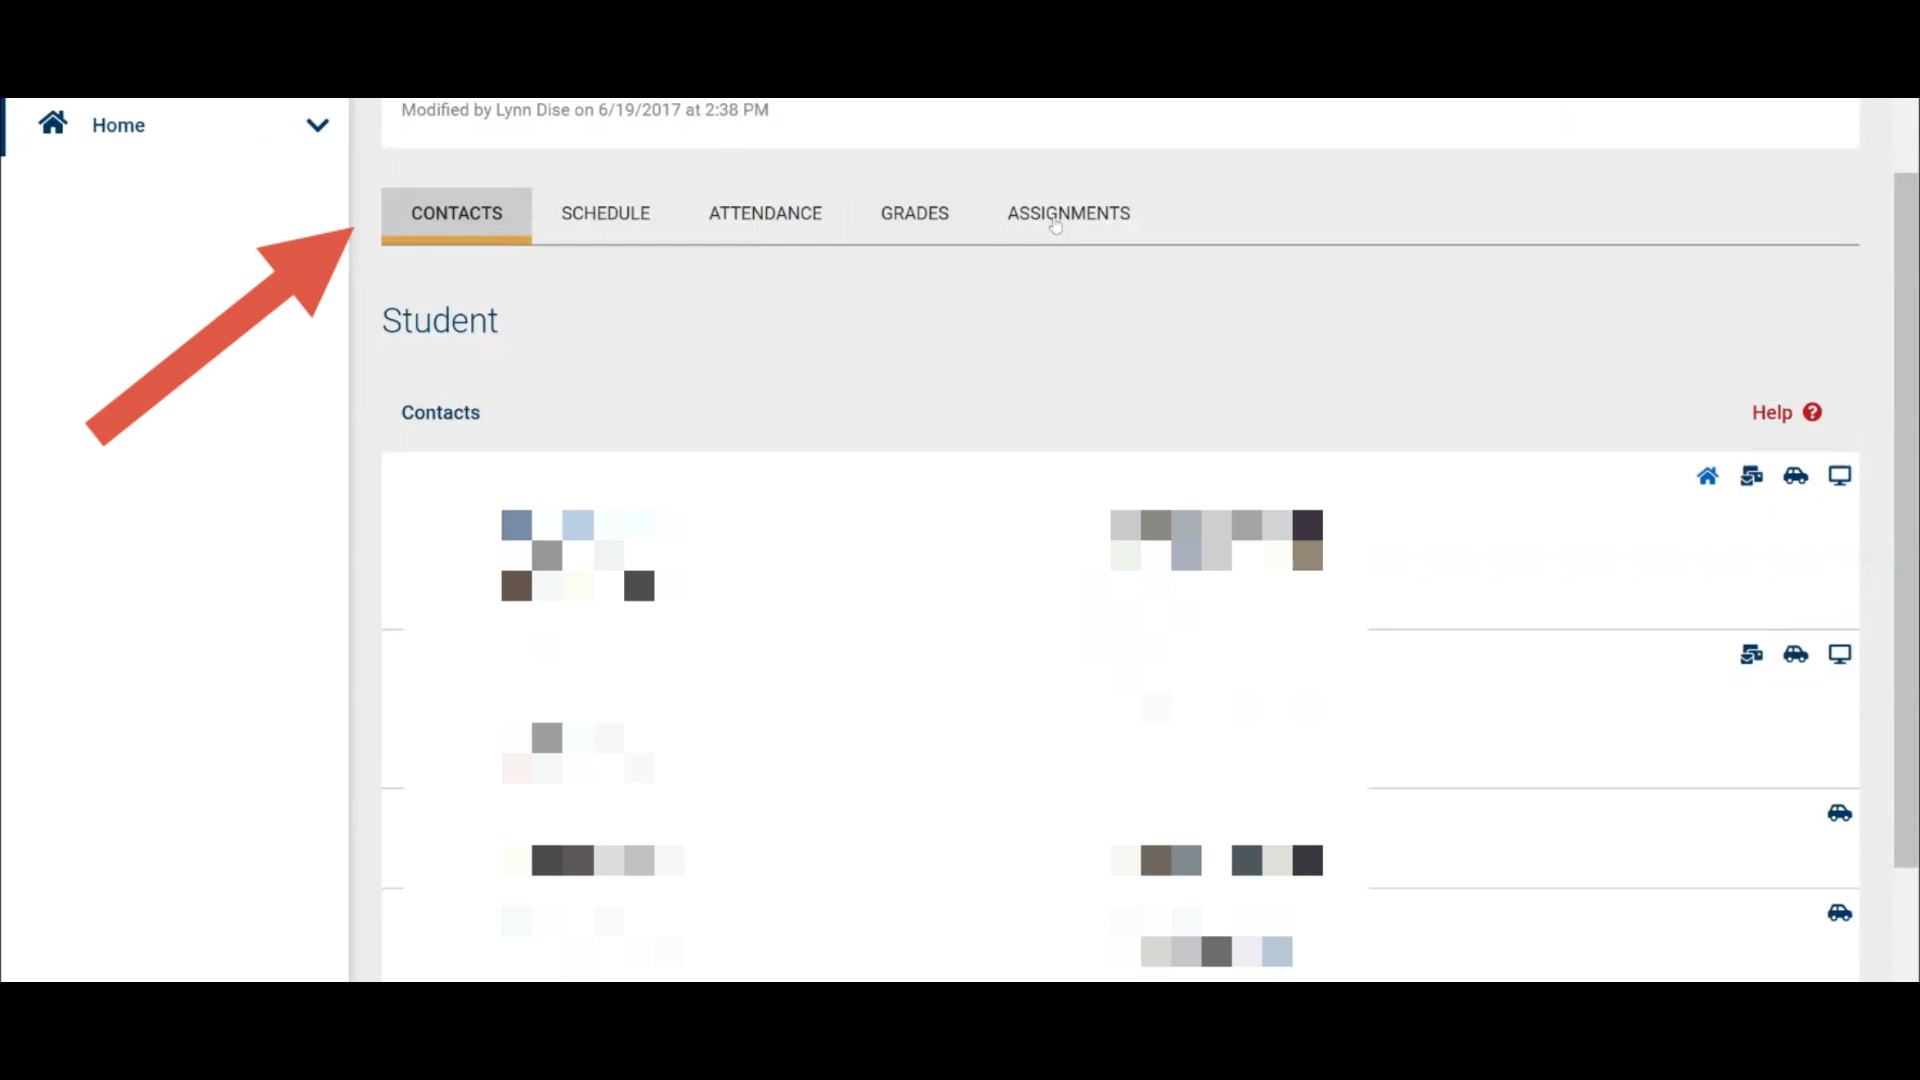 Home
Modified by Lynn Dise on 6/19/2017 at 2:38 PM
CONTACTS SCHEDULE ATTENDANCE GRADES ASSIGNMENTS
Student
Contacts
Help